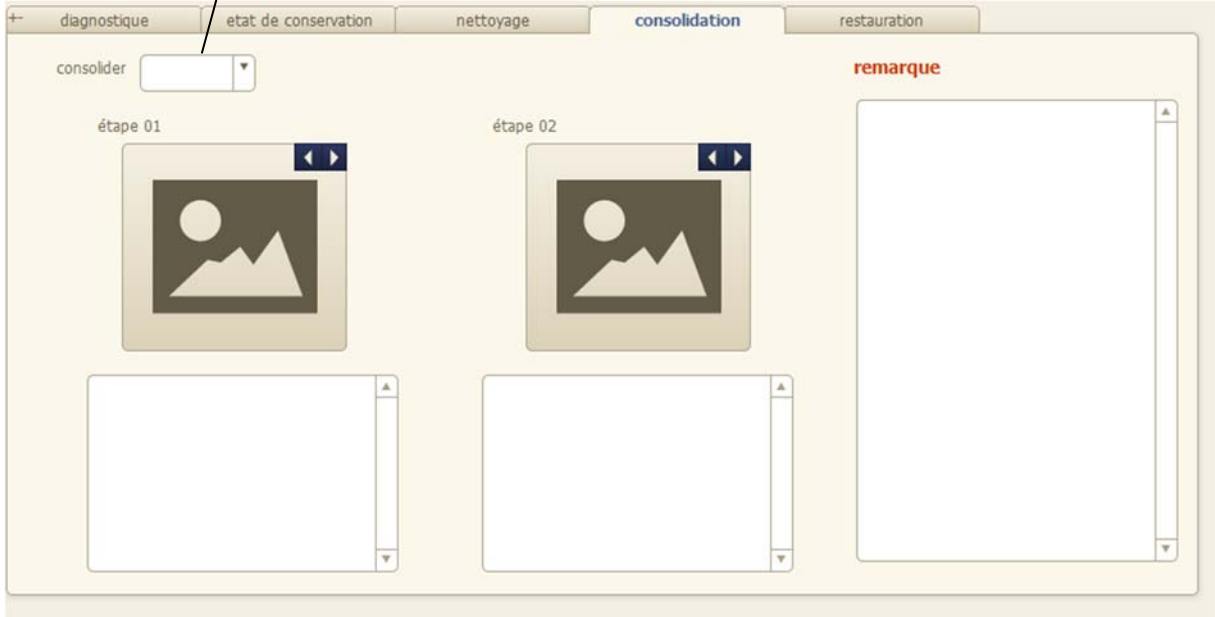 diagnostique etat de conservation nettoyage consolidation restauration
consolider
remarque
étape 01
étape 02